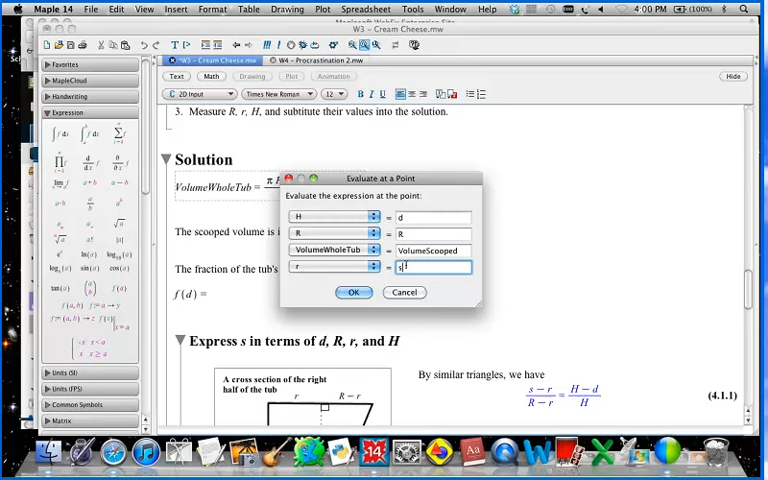 Maple 14 File Edit View Insert Format Table Drawing Plot Spreadsheet Tools Window Help 4:00 PM (100%)
W3 – Cream Cheese.mw
*W3 – Cream Cheese.mw W4 – Procrastination 2.mw
Text Math Drawing Plot Animation Hide
2D Input Times New Roman 12 B I U
Favorites
MapleCloud
Handwriting
Expression
Units (SI)
Units (FPS)
Common Symbols
Matrix
3. Measure R, r, H, and subtitute their values into the solution.
Solution
VolumeWholeTub = π
The scooped volume is
The fraction of the tub's
f(d) =
Evaluate at a Point
Evaluate the expression at the point:
H = d
R = R
VolumeWholeTub = VolumeScooped
r = s
OK Cancel
Express s in terms of d, R, r, and H
A cross section of the right
half of the tub
r R – r
By similar triangles, we have
s – r / R – r = H – d / H (4.1.1)
14
Aa